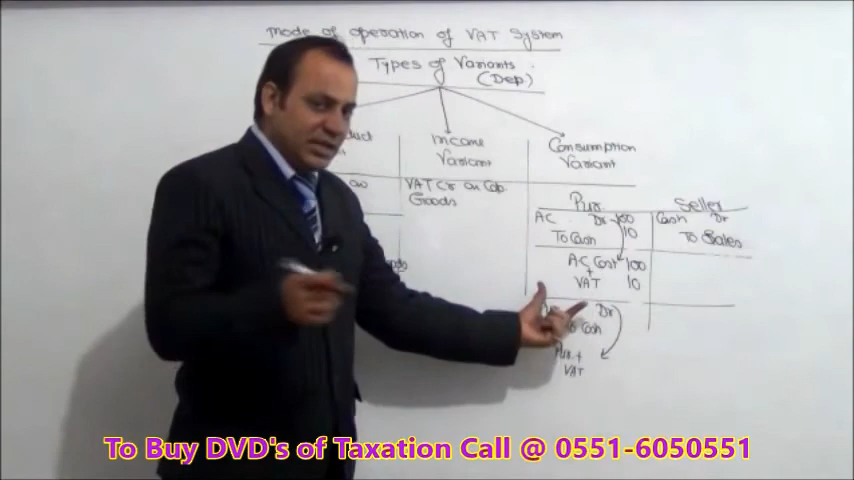 Mode of operation of VAT System
Types of Variants
(Dep)
Income
Variant
Consumption
Variant
VAT Cr on Cap
Goods
Pur.
Seller
AC Dr 100
10
To Cash
Cash Dr
To Sales
AC Cost 100
+
VAT 10
Dr
Cash
Pur +
VAT
To Buy DVD's of Taxation Call @ 0551-6050551